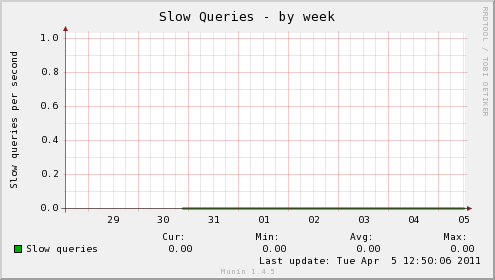 Slow Queries - by week
RRDTOOL / TOBI OETIKER
Slow queries per second
1.0
0.8
0.6
0.4
0.2
0.0
29 30 31 01 02 03 04 05
Cur: Min: Avg: Max:
Slow queries 0.00 0.00 0.00 0.00
Last update: Tue Apr  5 12:50:06 2011
Munin 1.4.5